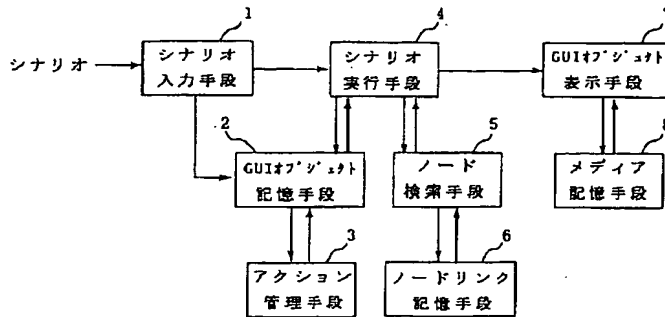 1
4
シナリオ
シナリオ
入力手段
シナリオ
実行手段
GUIオブジェクト
表示手段
2
5
GUIオブジェクト
記憶手段
ノード
検索手段
メディア
記憶手段
3
6
アクション
管理手段
ノードリンク
記憶手段